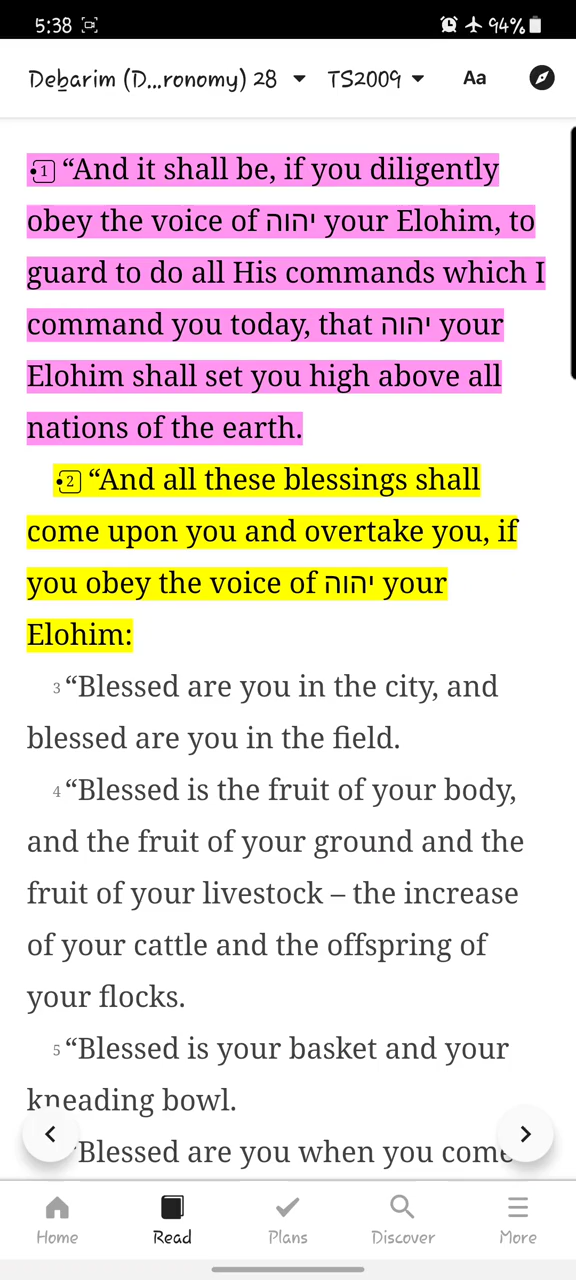 5:38 94%
Deḇarim (D...ronomy) 28 TS2009 Aa
1 “And it shall be, if you diligently
obey the voice of יהוה your Elohim, to
guard to do all His commands which I
command you today, that יהוה your
Elohim shall set you high above all
nations of the earth.
2 “And all these blessings shall
come upon you and overtake you, if
you obey the voice of יהוה your
Elohim:
3 “Blessed are you in the city, and
blessed are you in the field.
4 “Blessed is the fruit of your body,
and the fruit of your ground and the
fruit of your livestock – the increase
of your cattle and the offspring of
your flocks.
5 “Blessed is your basket and your
kneading bowl.
“Blessed are you when you come
Home Read Plans Discover More